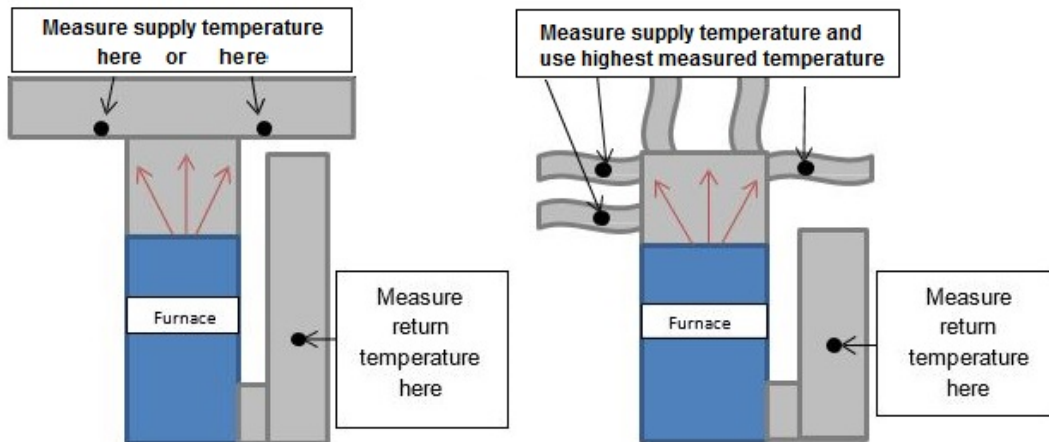 Measure supply temperature
here or here
Furnace
Measure
return
temperature
here
Measure supply temperature and
use highest measured temperature
Furnace
Measure
return
temperature
here